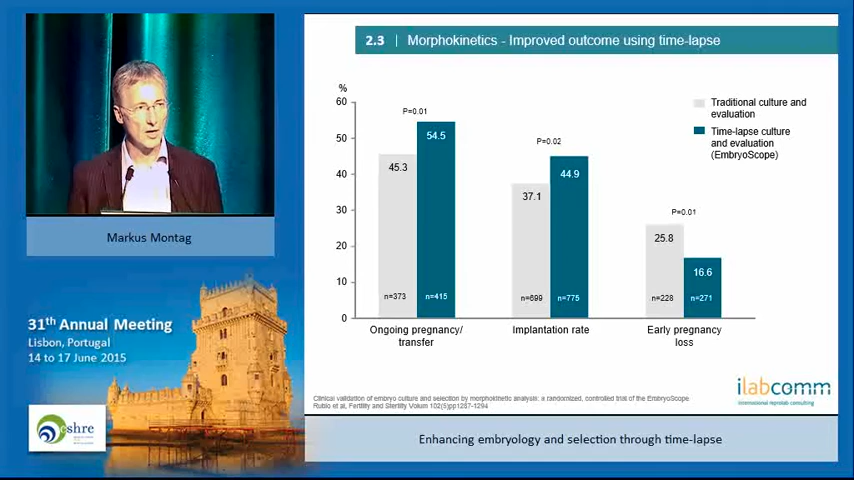 2.3 | Morphokinetics - Improved outcome using time-lapse
%
60
50
40
30
20
10
0
P=0.01
45.3
54.5
n=373
n=415
Ongoing pregnancy/
transfer
P=0.02
37.1
44.9
n=699
n=775
Implantation rate
P=0.01
25.8
16.6
n=228
n=271
Early pregnancy
loss
Traditional culture and
evaluation
Time-lapse culture
and evaluation
(EmbryoScope)
Clinical validation of embryo culture and selection by morphokinetic analysis: a randomized, controlled trial of the EmbryoScope
Rubio et al, Fertility and Sterility Volum 102(5)pp1287-1294
ilabcomm
international reprolab consulting
Markus Montag
31th Annual Meeting
Lisbon, Portugal
14 to 17 June 2015
eshre
Enhancing embryology and selection through time-lapse